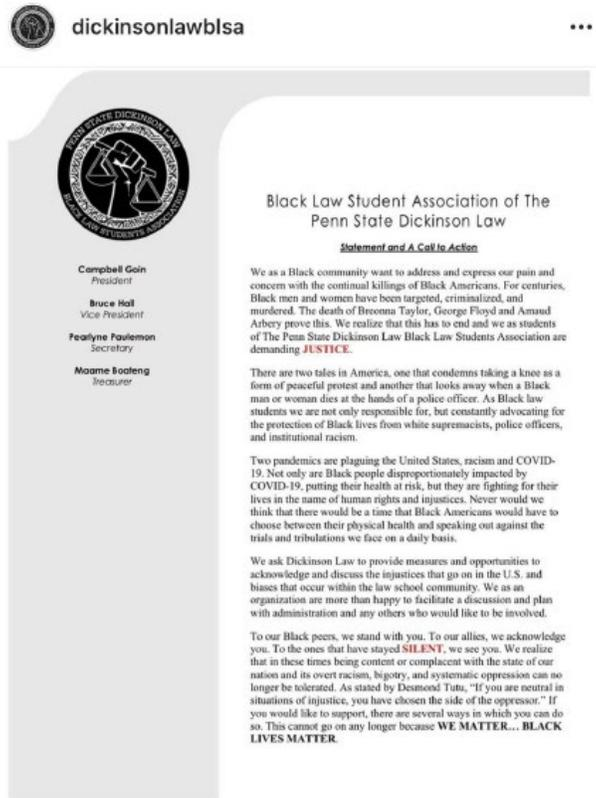 dickinsonlawblsa
PENN STATE DICKINSON LAW
BLACK LAW STUDENTS ASSOCIATION
Campbell Goin
President
Bruce Hall
Vice President
Pearlyne Paulemon
Secretary
Maame Boateng
Treasurer
Black Law Student Association of The
Penn State Dickinson Law
Statement and A Call to Action
We as a Black community want to address and express our pain and
concern with the continual killings of Black Americans. For centuries,
Black men and women have been targeted, criminalized, and
murdered. The death of Breonna Taylor, George Floyd and Amaud
Arbery prove this. We realize that this has to end and we as students
of The Penn State Dickinson Law Black Law Students Association are
demanding JUSTICE.
There are two tales in America, one that condemns taking a knee as a
form of peaceful protest and another that looks away when a Black
man or woman dies at the hands of a police officer. As Black law
students we are not only responsible for, but constantly advocating for
the protection of Black lives from white supremacists, police officers,
and institutional racism.
Two pandemics are plaguing the United States, racism and COVID-
19. Not only are Black people disproportionately impacted by
COVID-19, putting their health at risk, but they are fighting for their
lives in the name of human rights and injustices. Never would we
think that there would be a time that Black Americans would have to
choose between their physical health and speaking out against the
trials and tribulations we face on a daily basis.
We ask Dickinson Law to provide measures and opportunities to
acknowledge and discuss the injustices that go on in the U.S. and
biases that occur within the law school community. We as an
organization are more than happy to facilitate a discussion and plan
with administration and any others who would like to be involved.
To our Black peers, we stand with you. To our allies, we acknowledge
you. To the ones that have stayed SILENT, we see you. We realize
that in these times being content or complacent with the state of our
nation and its overt racism, bigotry, and systematic oppression can no
longer be tolerated. As stated by Desmond Tutu, “If you are neutral in
situations of injustice, you have chosen the side of the oppressor.” If
you would like to support, there are several ways in which you can do
so. This cannot go on any longer because WE MATTER... BLACK
LIVES MATTER.